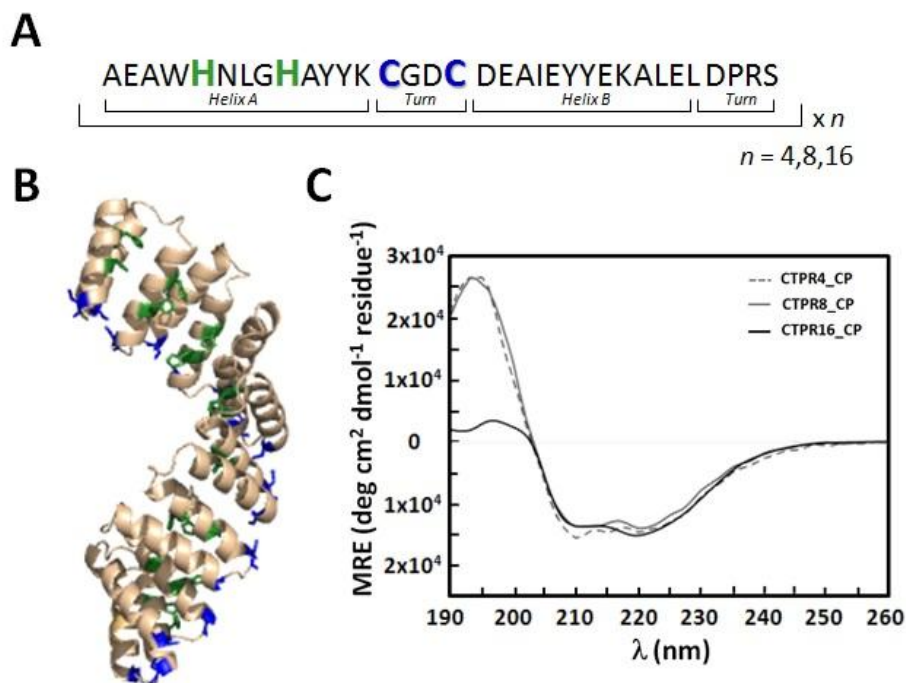 A
AEAWHNLGHAYYK CGDC DEAIEYYEKALEL DPRS
Helix A Turn Helix B Turn
x n
n = 4,8,16
B
C
MRE (deg cm² dmol⁻¹ residue⁻¹)
3x10⁴
2x10⁴
1x10⁴
0
1x10⁴
2x10⁴
CTPR4_CP
CTPR8_CP
CTPR16_CP
190 200 210 220 230 240 250 260
λ (nm)